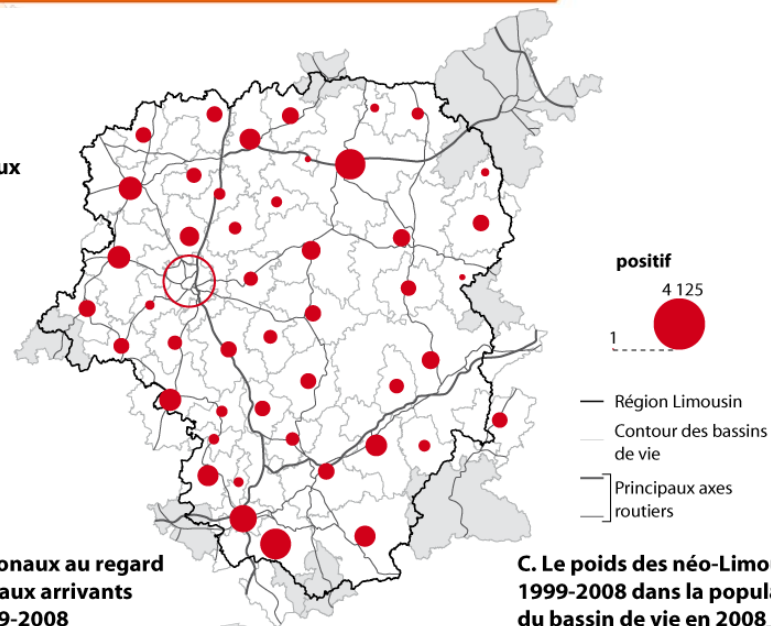 ux
positif
4 125
1
Région Limousin
Contour des bassins
de vie
Principaux axes
routiers
onaux au regard
aux arrivants
9-2008
C. Le poids des néo-Limou
1999-2008 dans la popula
du bassin de vie en 2008